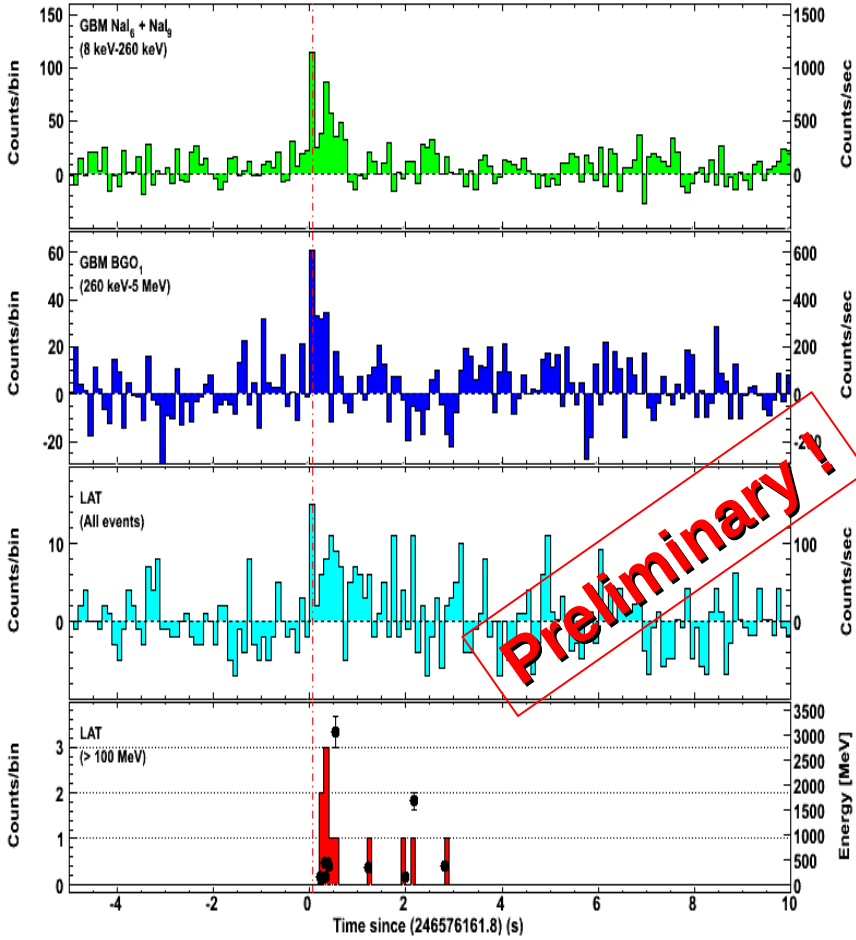 GBM NaI₆ + NaI₉
(8 keV-260 keV)
Counts/bin
150
100
50
0
1500
1000
500
0
Counts/sec
GBM BGO₁
(260 keV-5 MeV)
Counts/bin
60
40
20
0
-20
600
400
200
0
-200
Counts/sec
LAT
(All events)
Counts/bin
10
0
100
0
Counts/sec
Preliminary !
LAT
(> 100 MeV)
Counts/bin
3
2
1
0
3500
3000
2500
2000
1500
1000
500
0
Energy [MeV]
-4 -2 0 2 4 6 8 10
Time since (246576161.8) (s)